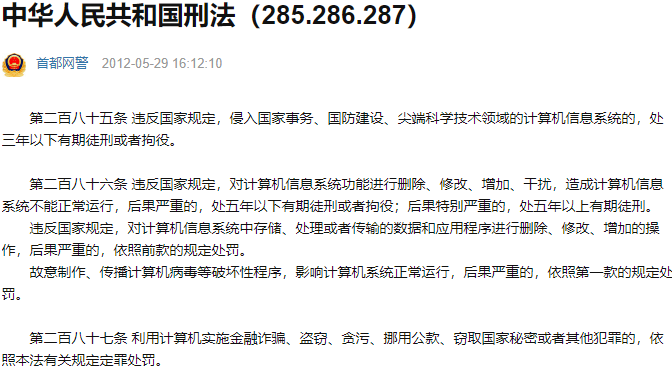 中华人民共和国刑法（285.286.287）
首都网警 2012-05-29 16:12:10
第二百八十五条 违反国家规定，侵入国家事务、国防建设、尖端科学技术领域的计算机信息系统的，处
三年以下有期徒刑或者拘役。
第二百八十六条 违反国家规定，对计算机信息系统功能进行删除、修改、增加、干扰，造成计算机信息
系统不能正常运行，后果严重的，处五年以下有期徒刑或者拘役；后果特别严重的，处五年以上有期徒刑。
违反国家规定，对计算机信息系统中存储、处理或者传输的数据和应用程序进行删除、修改、增加的操
作，后果严重的，依照前款的规定处罚。
故意制作、传播计算机病毒等破坏性程序，影响计算机系统正常运行，后果严重的，依照第一款的规定处
罚。
第二百八十七条 利用计算机实施金融诈骗、盗窃、贪污、挪用公款、窃取国家秘密或者其他犯罪的，依
照本法有关规定定罪处罚。